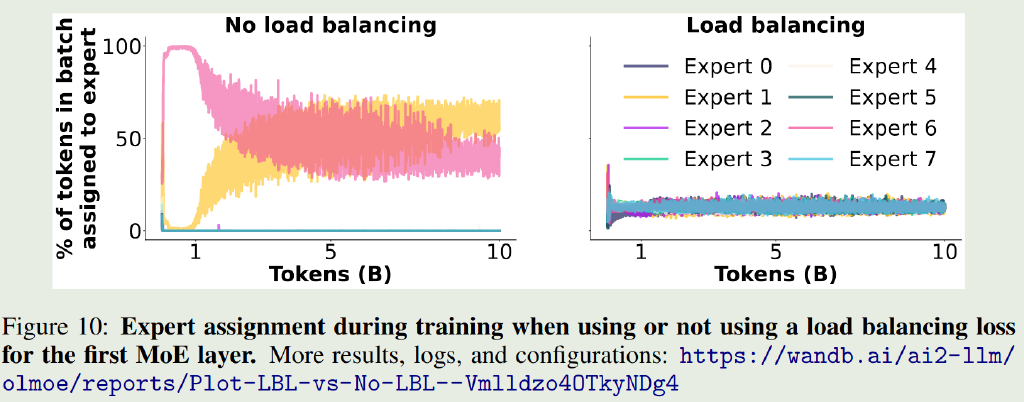 No load balancing
Load balancing
% of tokens in batch
assigned to expert
100
50
0
1
5
10
Tokens (B)
Expert 0
Expert 1
Expert 2
Expert 3
Expert 4
Expert 5
Expert 6
Expert 7
1
5
10
Tokens (B)
Figure 10: Expert assignment during training when using or not using a load balancing loss
for the first MoE layer. More results, logs, and configurations: https://wandb.ai/ai2-llm/
olmoe/reports/Plot-LBL-vs-No-LBL--Vmlldzo4OTkyNDg4